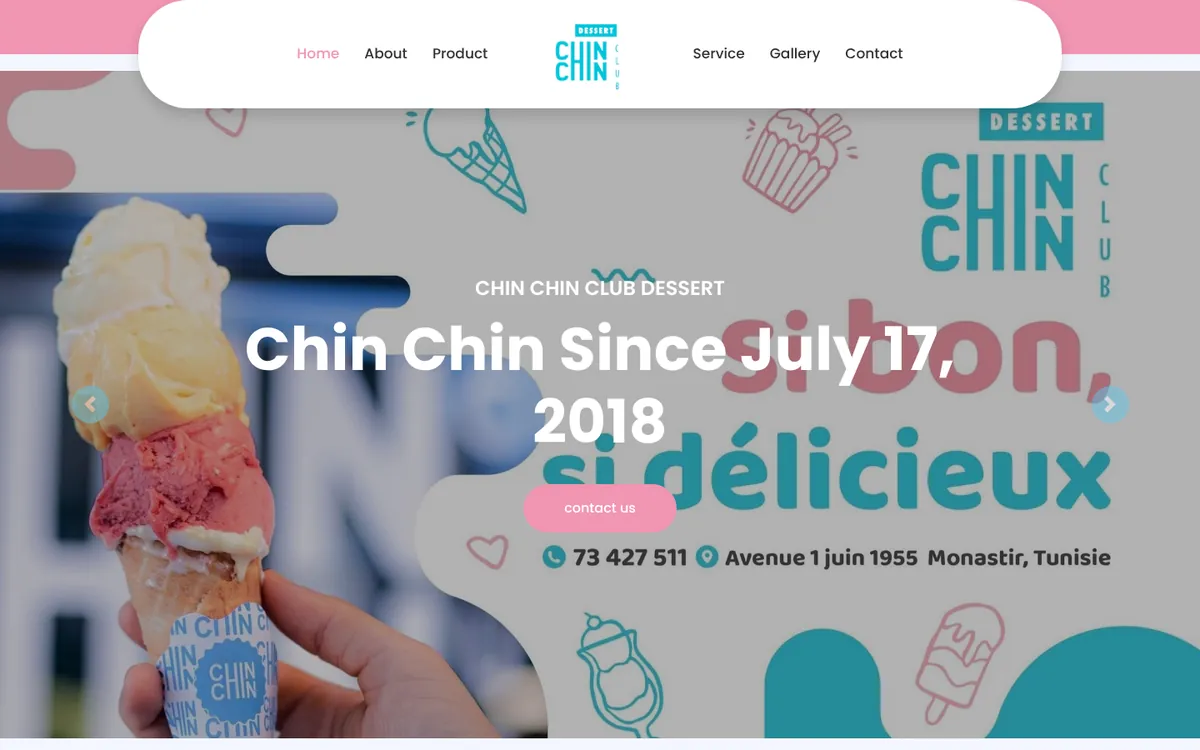 Home
About
Product
DESSERT
CHIN
CHIN
CLUB
Service
Gallery
Contact
DESSERT
CHIN
CHIN
CLUB
CHIN CHIN CLUB DESSERT
Chin Chin Since July 17,
2018
si bon,
si délicieux
contact us
73 427 511
Avenue 1 juin 1955 Monastir, Tunisie
CHIN
CHIN